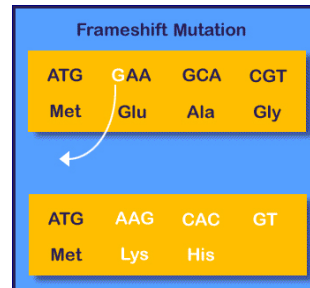 Frameshift Mutation
ATG GAA GCA CGT
Met Glu Ala Gly
ATG AAG CAC GT
Met Lys His